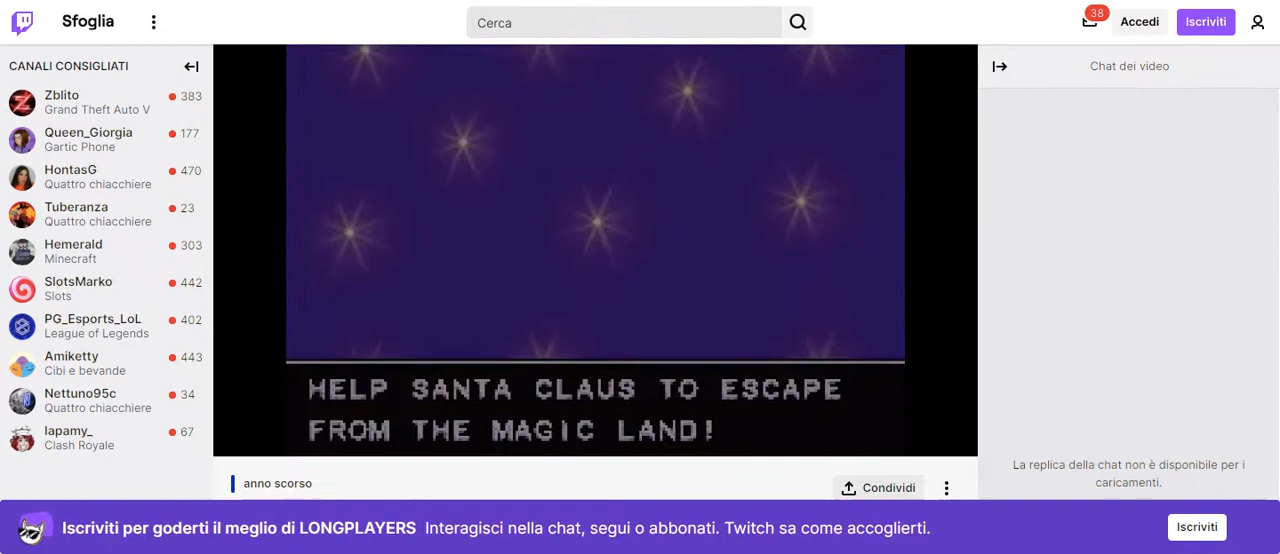 Sfoglia
Cerca
38
Accedi
Iscriviti
CANALI CONSIGLIATI
Zblito
383
Grand Theft Auto V
Queen_Giorgia
177
Gartic Phone
HontasG
470
Quattro chiacchiere
Tuberanza
23
Quattro chiacchiere
Hemerald
303
Minecraft
SlotsMarko
442
Slots
PG_Esports_LoL
402
League of Legends
Amiketty
443
Cibi e bevande
Nettuno95c
34
Quattro chiacchiere
lapamy_
67
Clash Royale
HELP SANTA CLAUS TO ESCAPE
FROM THE MAGIC LAND!
anno scorso
Condividi
Chat dei video
La replica della chat non è disponibile per i
caricamenti.
Iscriviti per goderti il meglio di LONGPLAYERS Interagisci nella chat, segui o abbonati. Twitch sa come accoglierti.
Iscriviti